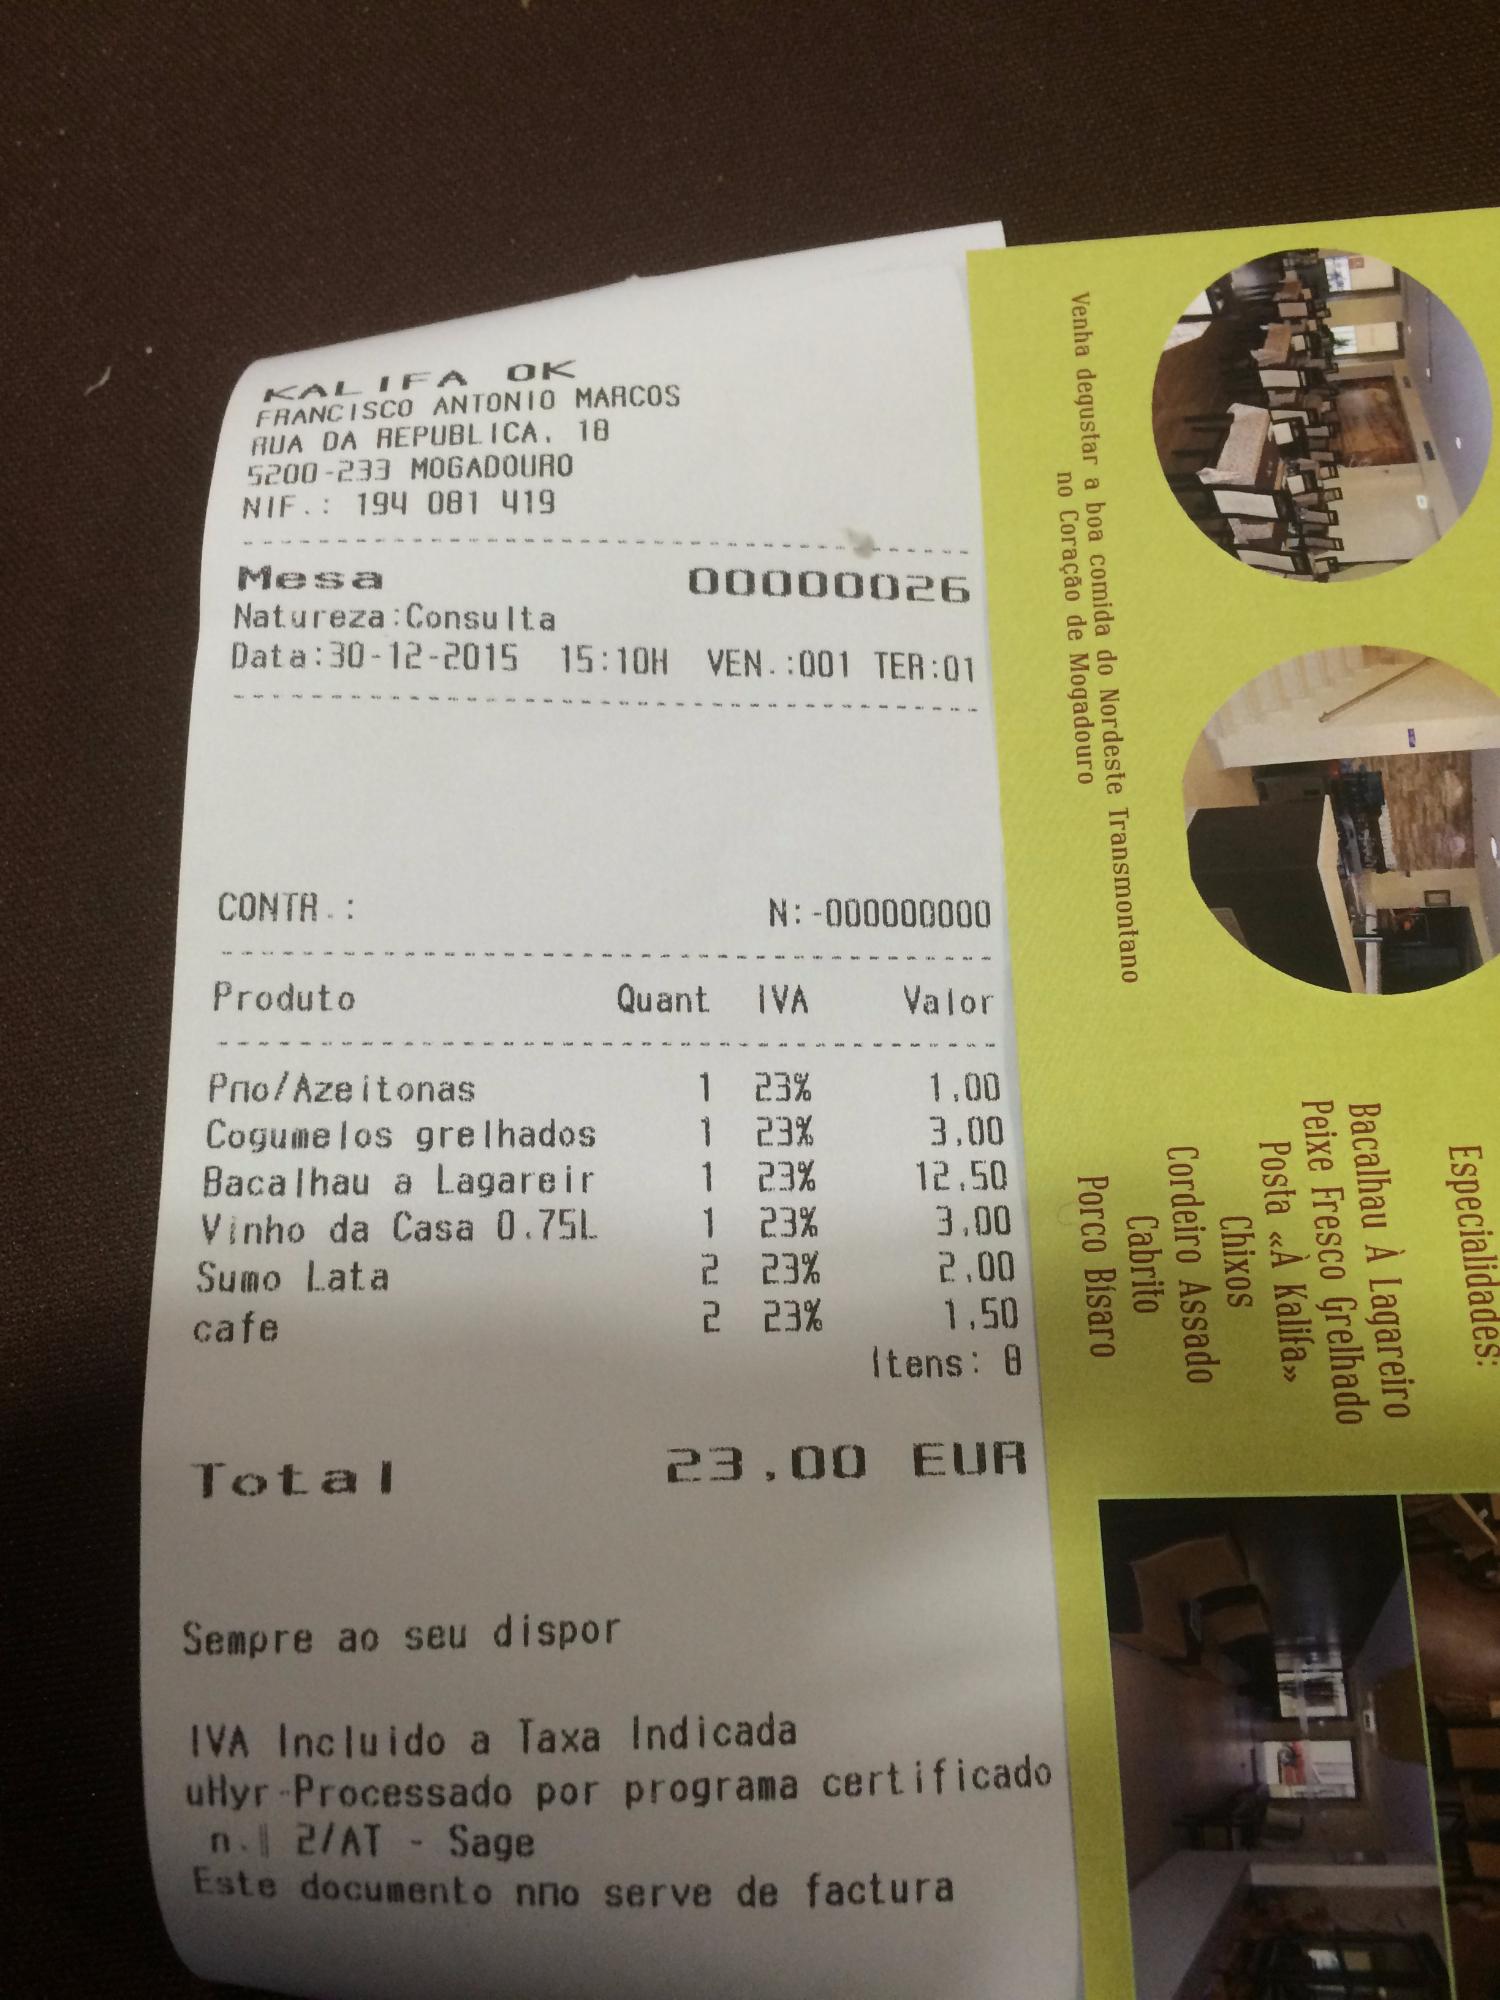 KALIFA OK
FRANCISCO ANTONIO MARCOS
RUA DA REPUBLICA, 18
5200-233 MOGADOURO
NIF.: 194 081 419
Mesa 00000026
Natureza:Consulta
Data:30-12-2015 15:10H VEN.:001 TER:01
CONTR.: N:-000000000
Produto Quant IVA Valor
Pпo/Azeitonas 1 23% 1,00
Cogumelos grelhados 1 23% 3,00
Bacalhau a Lagareir 1 23% 12,50
Vinho da Casa 0.75L 1 23% 3,00
Sumo Lata 2 23% 2,00
cafe 2 23% 1,50
Itens: 8
Total 23,00 EUR
Sempre ao seu dispor
IVA Incluido a Taxa Indicada
uHyr-Processado por programa certificado
n. 2/AT - Sage
Este documento nпo serve de factura
Venha degustar a boa comida do Nordeste Transmontano
no Coração de Mogadouro
Especialidades:
Bacalhau À Lagareiro
Peixe Fresco Grelhado
Posta «À Kalifa»
Chixos
Cordeiro Assado
Cabrito
Porco Bísaro